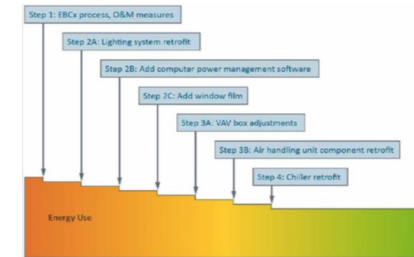 Step 1: EBCx process, O&M measures
Step 2A: Lighting system retrofit
Step 2B: Add computer power management software
Step 2C: Add window film
Step 3A: VAV box adjustments
Step 3B: Air handling unit component retrofit
Step 4: Chiller retrofit
Energy Use